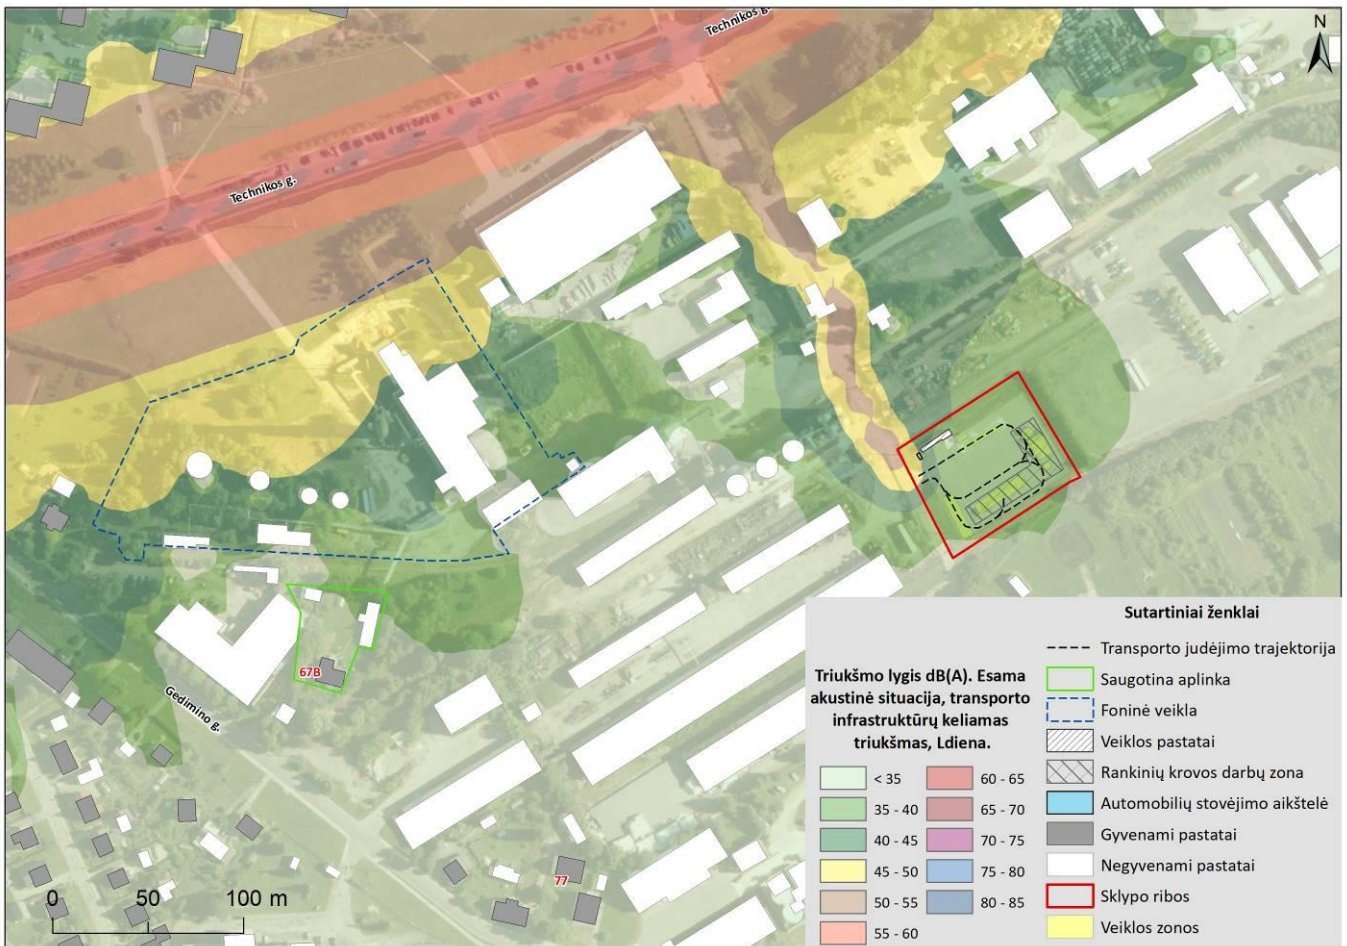 Technikos g.
N
Technikos g.
67B
Gedimino g.
77
0 50 100 m
Sutartiniai ženklai
Triukšmo lygis dB(A). Esama
akustinė situacija, transporto
infrastruktūrų keliamas
triukšmas, Ldiena.
< 35
35 - 40
40 - 45
45 - 50
50 - 55
55 - 60
60 - 65
65 - 70
70 - 75
75 - 80
80 - 85
Transporto judėjimo trajektorija
Saugotina aplinka
Foninė veikla
Veiklos pastatai
Rankinių krovos darbų zona
Automobilių stovėjimo aikštelė
Gyvenami pastatai
Negyvenami pastatai
Sklypo ribos
Veiklos zonos